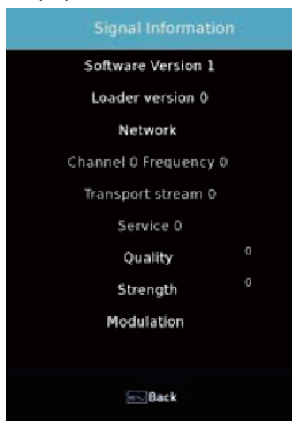 Signal Information
Software Version 1
Loader version 0
Network
Channel 0 Frequency 0
Transport stream 0
Service 0
Quality 0
Strength 0
Modulation
MENU Back